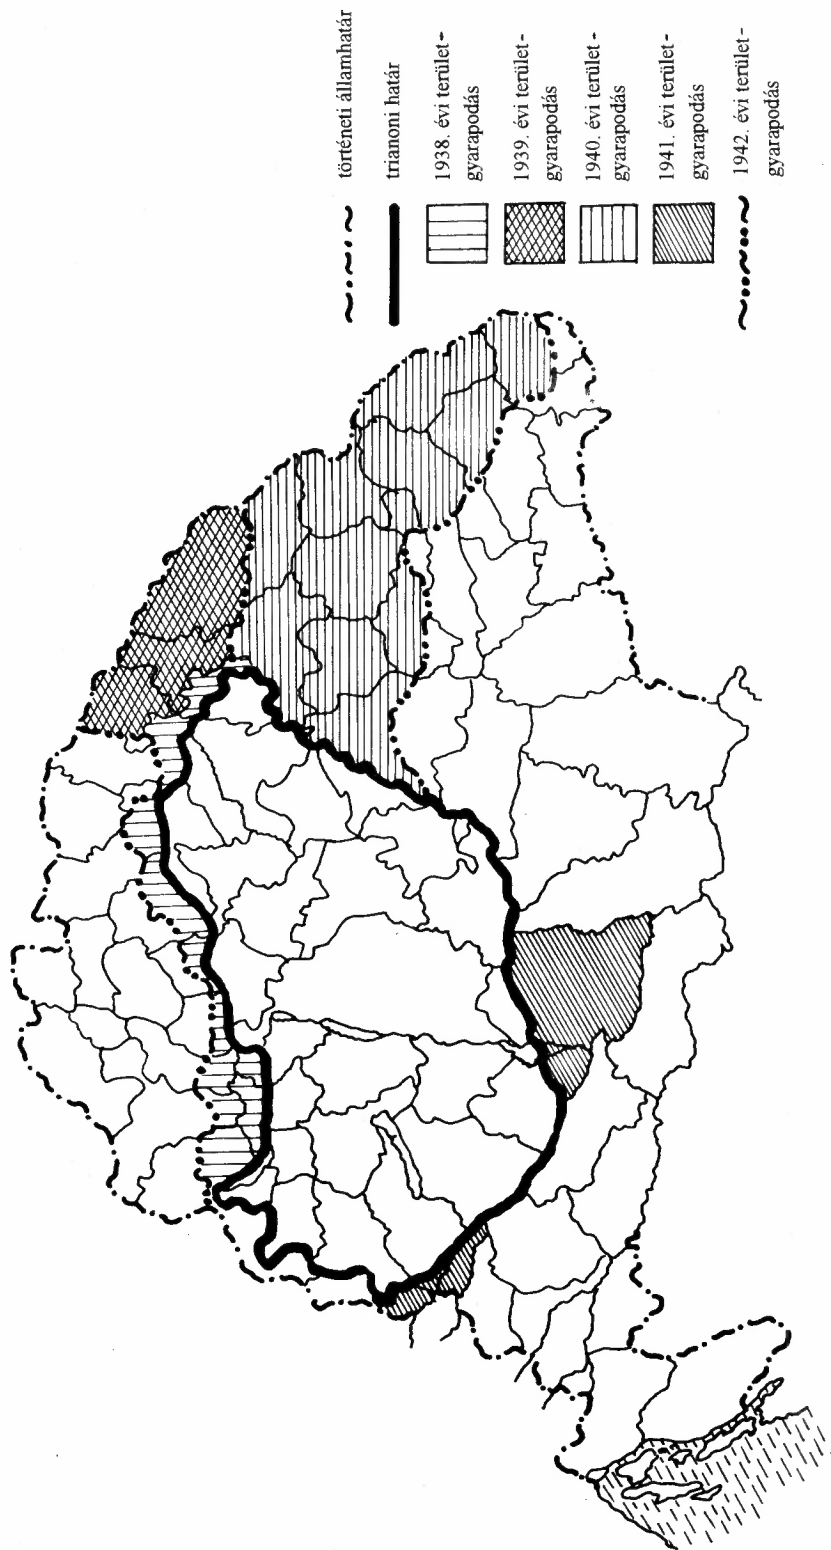 történeti államhatár
trianoni határ
1938. évi terület-
gyarapodás
1939. évi terület-
gyarapodás
1940. évi terület-
gyarapodás
1941. évi terület-
gyarapodás
1942. évi terület-
gyarapodás